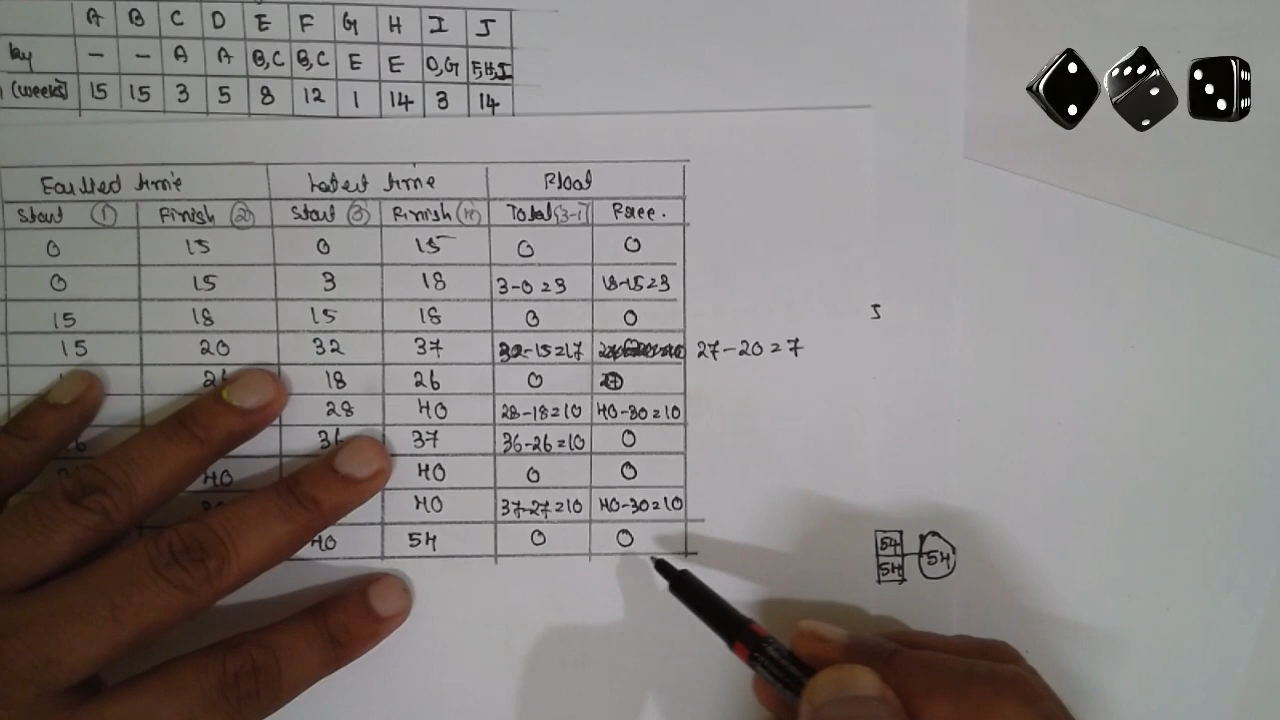 A B C D E F G H I J
by — — A A B,C B,C E E D,G F,H,I
(weeks) 15 15 3 5 8 12 1 14 3 14
time Latest time Float
Start ① Finish ② Start ③ Finish Total(3-1) Free.
0 15 0 15 0 0
0 15 3 18 3-0=3 18-15=3
15 18 15 18 0 0
15 20 32 37 32-15=17 27-20=7
18 26 0
28 40 28-18=10 40-30=10
37 36-26=10 0
40 40 0 0
40 37-27=10 40-30=10
40 54 0 0
54
54 54